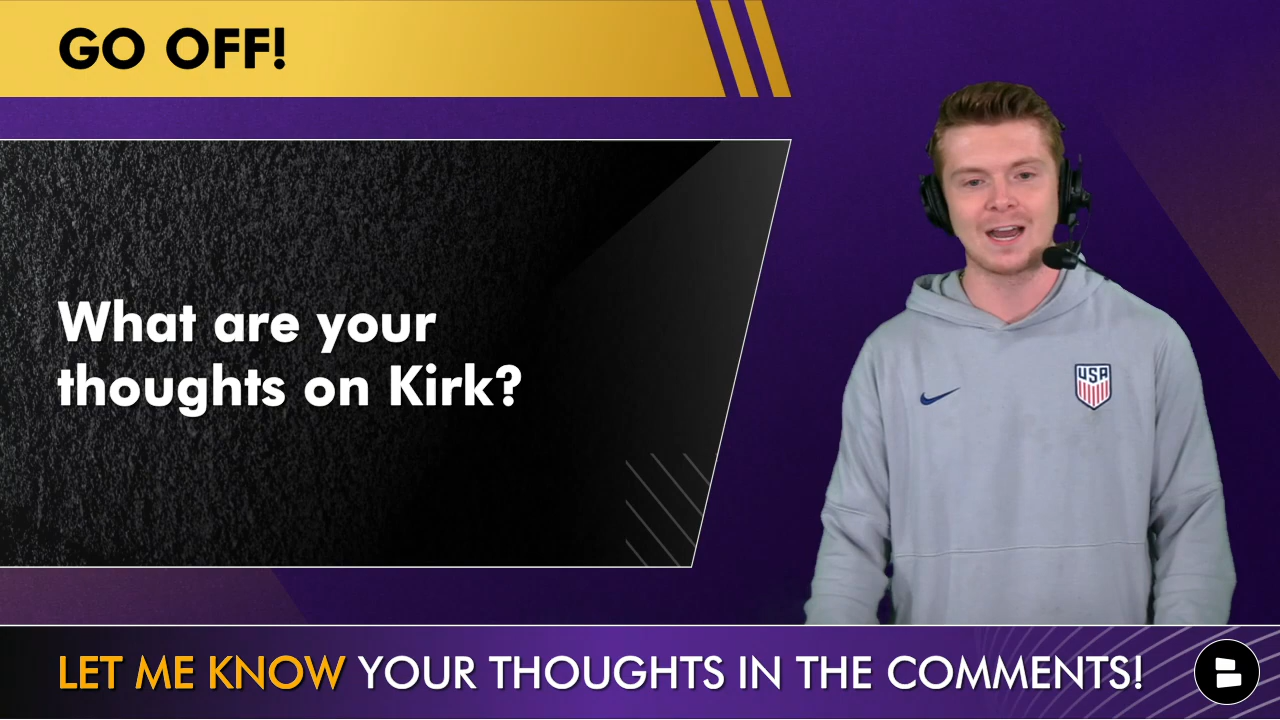 GO OFF!
What are your
thoughts on Kirk?
USA
LET ME KNOW YOUR THOUGHTS IN THE COMMENTS!